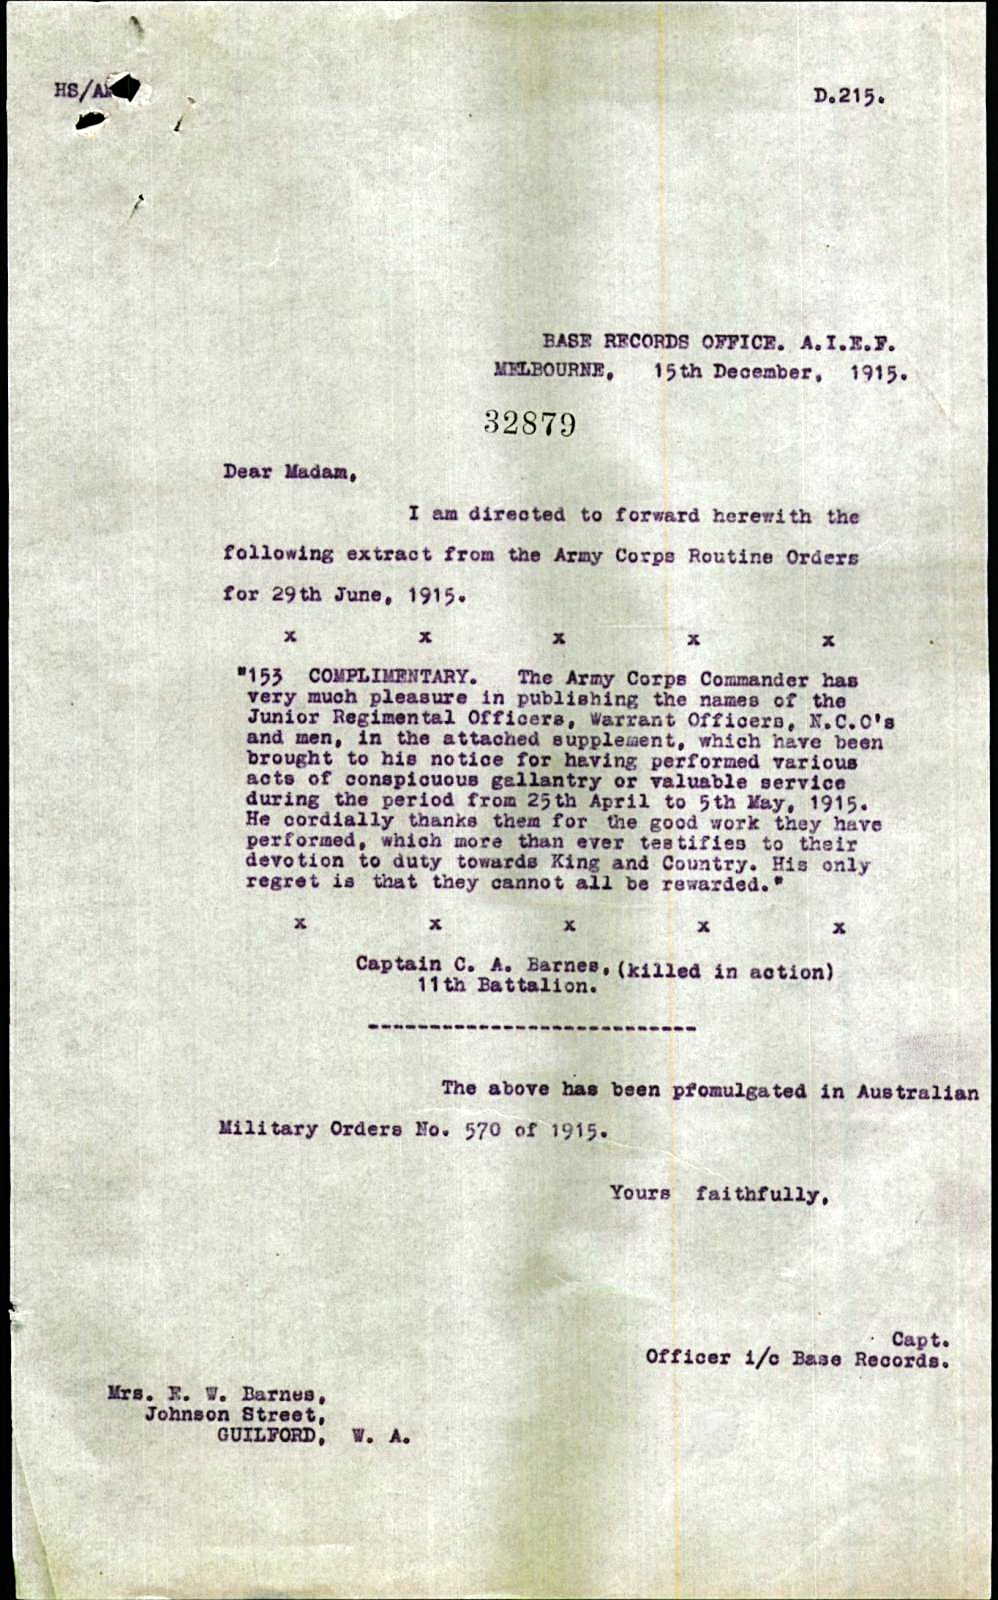 HS/A
D.215.
BASE RECORDS OFFICE. A.I.E.F.
MELBOURNE, 15th December, 1915.
32879
Dear Madam,
I am directed to forward herewith the
following extract from the Army Corps Routine Orders
for 29th June, 1915.
x x x x x
"153 COMPLIMENTARY. The Army Corps Commander has
very much pleasure in publishing the names of the
Junior Regimental Officers, Warrant Officers, N.C.O's
and men, in the attached supplement, which have been
brought to his notice for having performed various
acts of conspicuous gallantry or valuable service
during the period from 25th April to 5th May, 1915.
He cordially thanks them for the good work they have
performed, which more than ever testifies to their
devotion to duty towards King and Country. His only
regret is that they cannot all be rewarded."
x x x x x
Captain C. A. Barnes, (killed in action)
11th Battalion.
---------------------------
The above has been promulgated in Australian
Military Orders No. 570 of 1915.
Yours faithfully,
Capt.
Officer i/c Base Records.
Mrs. E. W. Barnes,
Johnson Street,
GUILFORD, W. A.